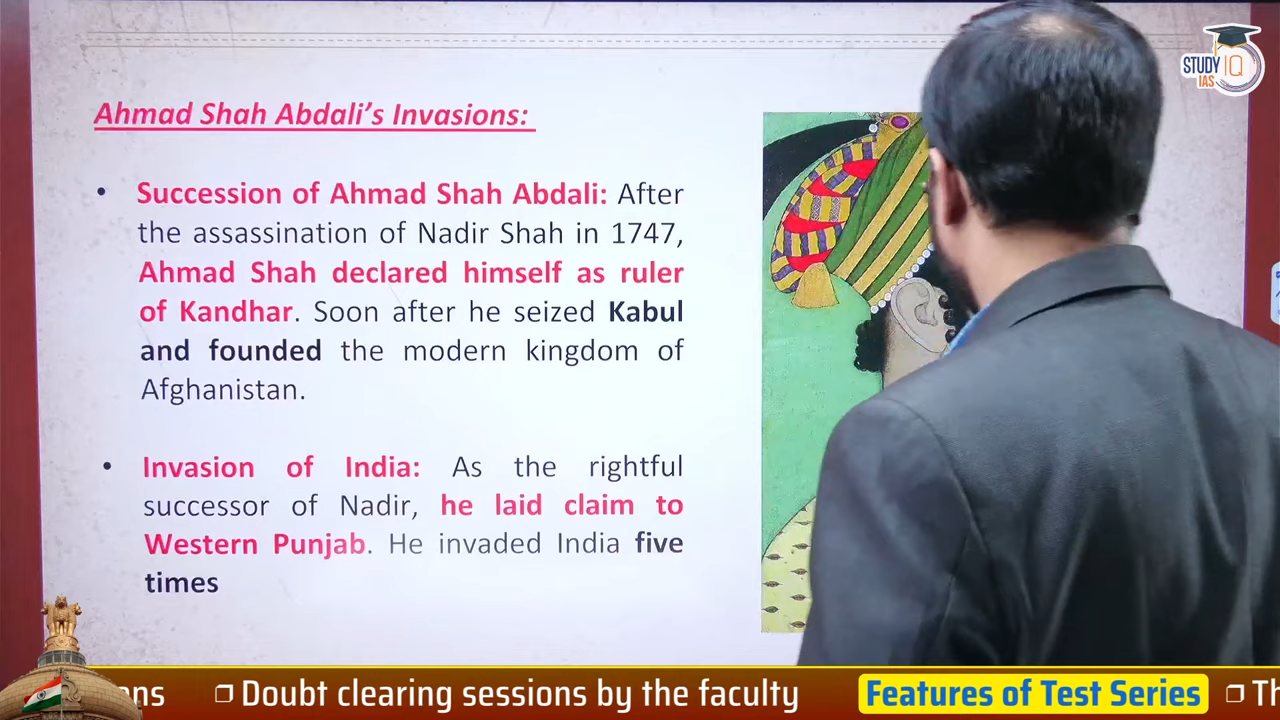 STUDY IQ
IAS
Ahmad Shah Abdali’s Invasions:
• Succession of Ahmad Shah Abdali: After
the assassination of Nadir Shah in 1747,
Ahmad Shah declared himself as ruler
of Kandhar. Soon after he seized Kabul
and founded the modern kingdom of
Afghanistan.
• Invasion of India: As the rightful
successor of Nadir, he laid claim to
Western Punjab. He invaded India five
times
❐ Doubt clearing sessions by the faculty Features of Test Series ❐